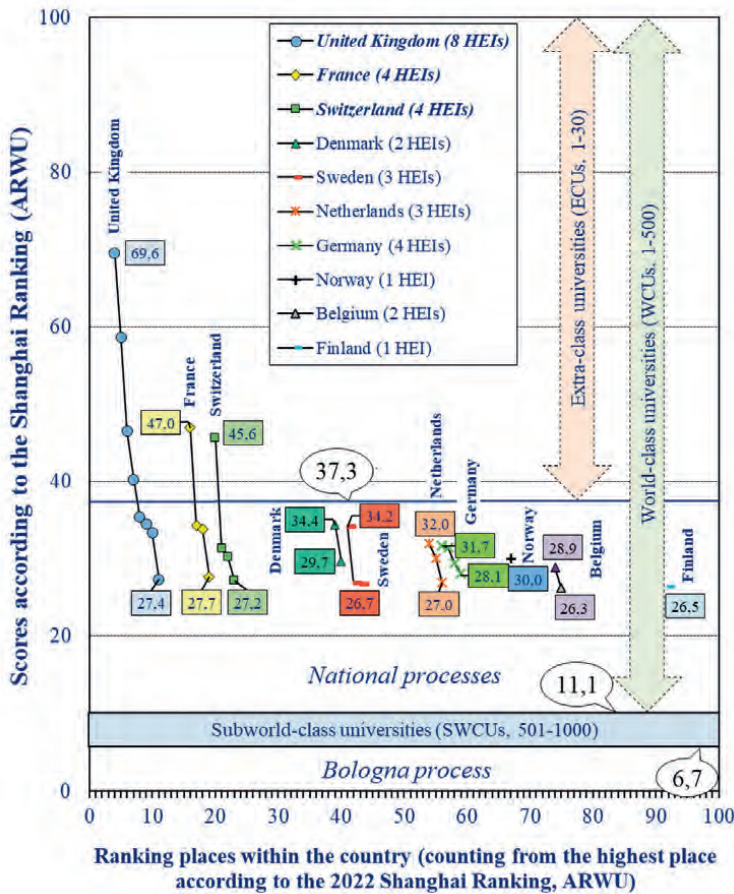 Scores according to the Shanghai Ranking (ARWU)
100
80
60
40
20
0
United Kingdom (8 HEIs)
France (4 HEIs)
Switzerland (4 HEIs)
Denmark (2 HEIs)
Sweden (3 HEIs)
Netherlands (3 HEIs)
Germany (4 HEIs)
Norway (1 HEI)
Belgium (2 HEIs)
Finland (1 HEI)
Extra-class universities (ECUs, 1-30)
World-class universities (WCUs, 1-500)
United Kingdom
69,6
27,4
France
47,0
27,7
Switzerland
45,6
27,2
Denmark
34,4
29,7
37,3
34,2
26,7
Sweden
Netherlands
32,0
27,0
Germany
31,7
28,1
Norway
30,0
28,9
26,3
Belgium
Finland
26,5
National processes
11,1
Subworld-class universities (SWCUs, 501-1000)
Bologna process
6,7
0 10 20 30 40 50 60 70 80 90 100
Ranking places within the country (counting from the highest place
according to the 2022 Shanghai Ranking, ARWU)